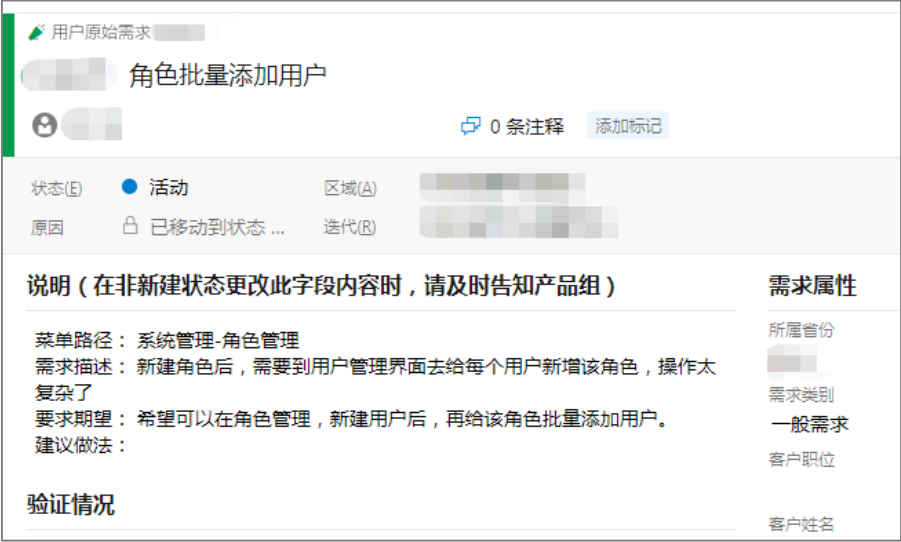 用户原始需求
角色批量添加用户
0 条注释 添加标记
状态(E) 活动 区域(A)
原因 已移动到状态 ... 迭代(R)
说明（在非新建状态更改此字段内容时，请及时告知产品组）
需求属性
菜单路径： 系统管理-角色管理
需求描述： 新建角色后，需要到用户管理界面去给每个用户新增该角色，操作太
复杂了
要求期望： 希望可以在角色管理，新建用户后，再给该角色批量添加用户。
建议做法：
验证情况
所属省份
需求类别
一般需求
客户职位
客户姓名